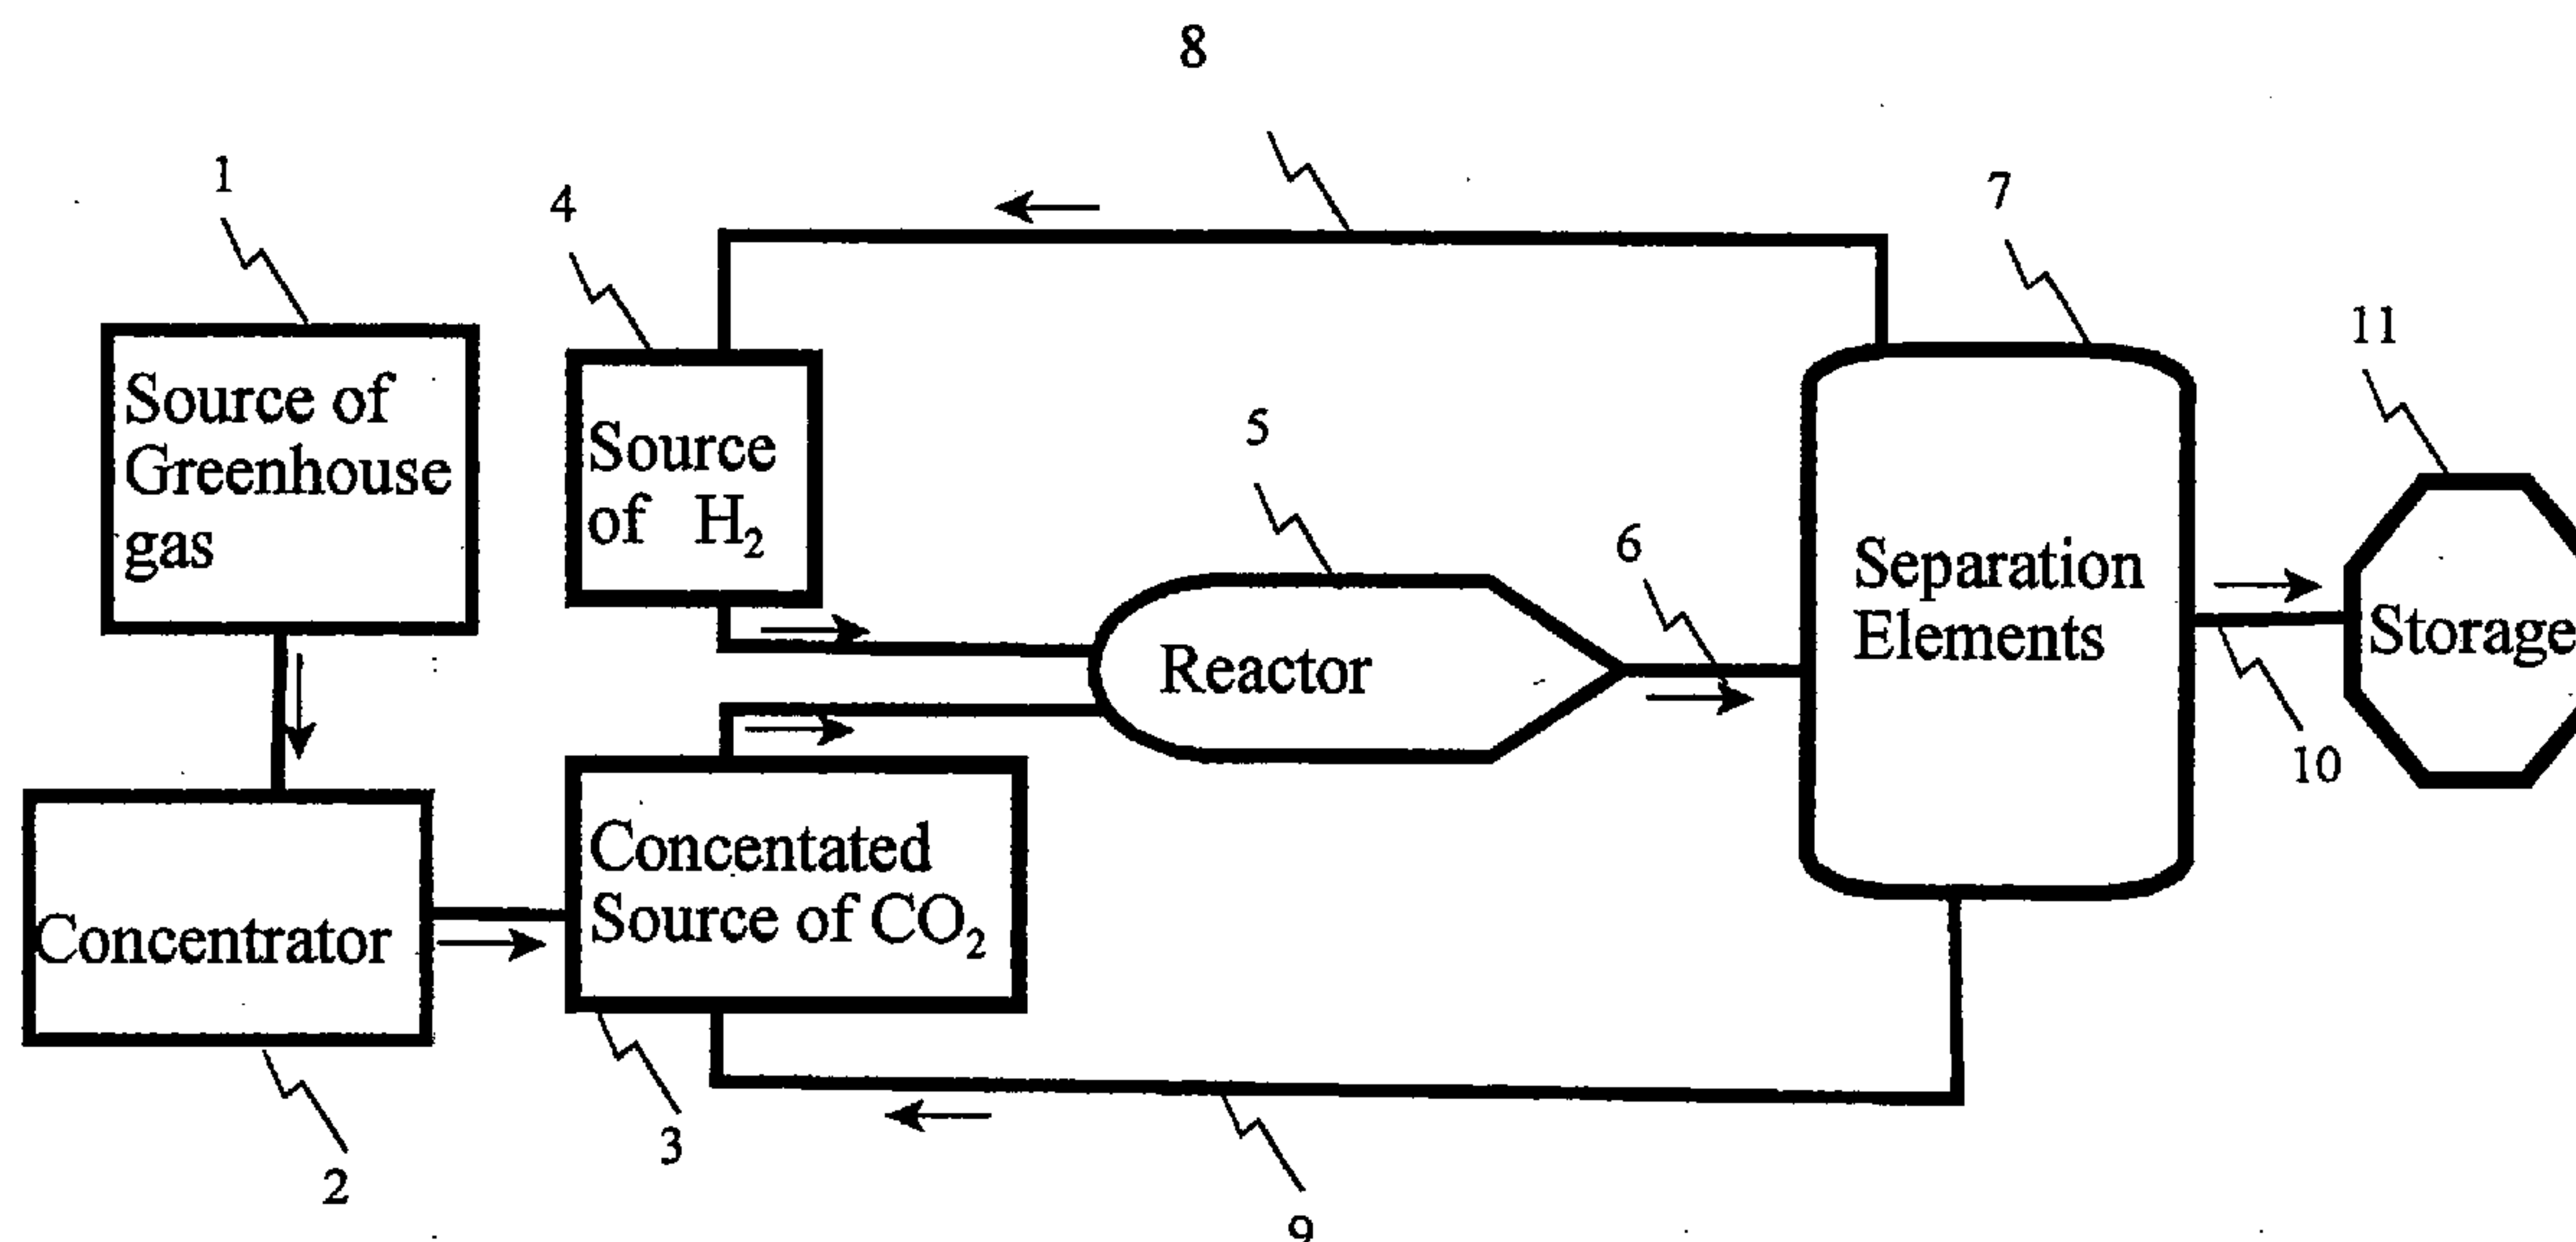 8
1
4
7
11
Source of
Greenhouse
gas
Source
of H₂
5
6
Separation
Elements
Reactor
Storage
10
Concentated
Source of CO₂
Concentrator
3
2
9